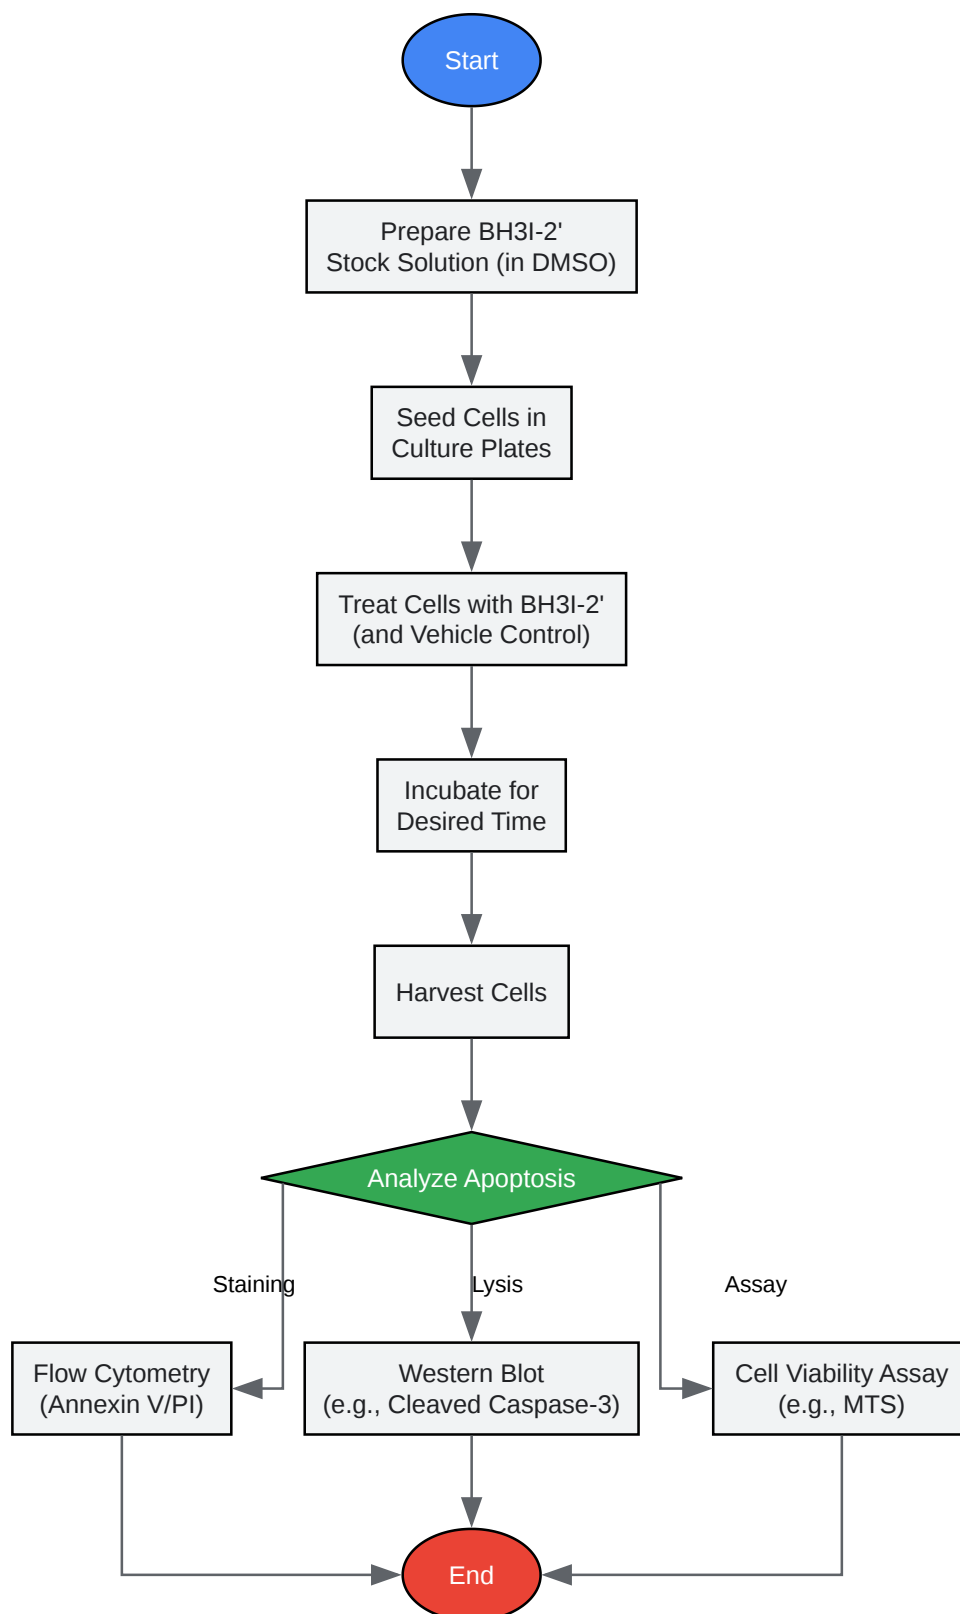 Start
Prepare BH3I-2'
Stock Solution (in DMSO)
Seed Cells in
Culture Plates
Treat Cells with BH3I-2'
(and Vehicle Control)
Incubate for
Desired Time
Harvest Cells
Analyze Apoptosis
Staining
Lysis
Assay
Flow Cytometry
(Annexin V/PI)
Western Blot
(e.g., Cleaved Caspase-3)
Cell Viability Assay
(e.g., MTS)
End